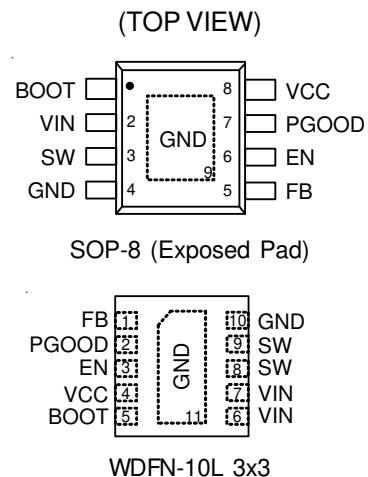 (TOP VIEW)
BOOT 8 VCC
VIN 2 7 PGOOD
GND
SW 3 6 EN
9
GND 4 5 FB
SOP-8 (Exposed Pad)
FB 1 10 GND
PGOOD 2 9 SW
EN 3 GND 8 SW
VCC 4 7 VIN
BOOT 5 11 6 VIN
WDFN-10L 3x3